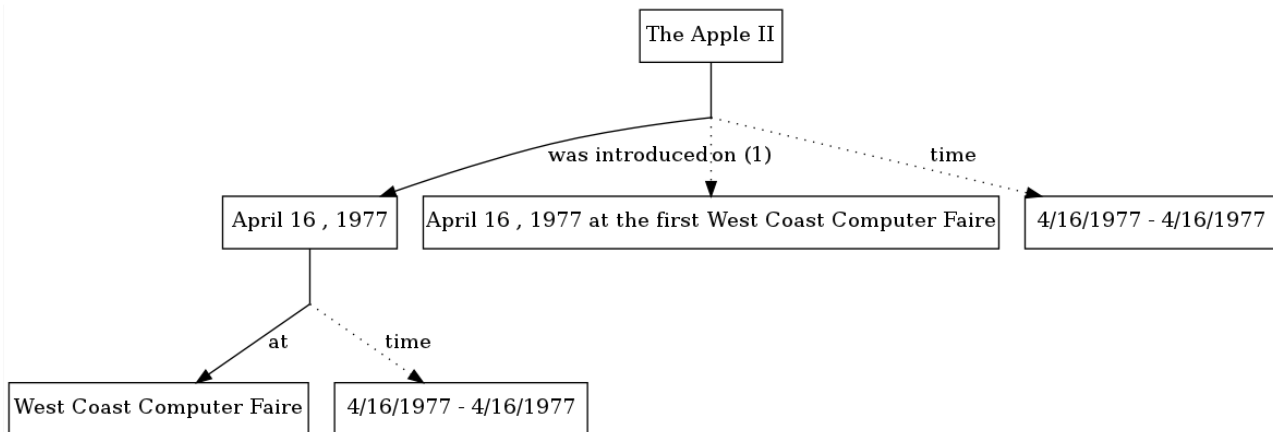 The Apple II
was introduced on (1)
time
April 16 , 1977
April 16 , 1977 at the first West Coast Computer Faire
4/16/1977 - 4/16/1977
at
time
West Coast Computer Faire
4/16/1977 - 4/16/1977